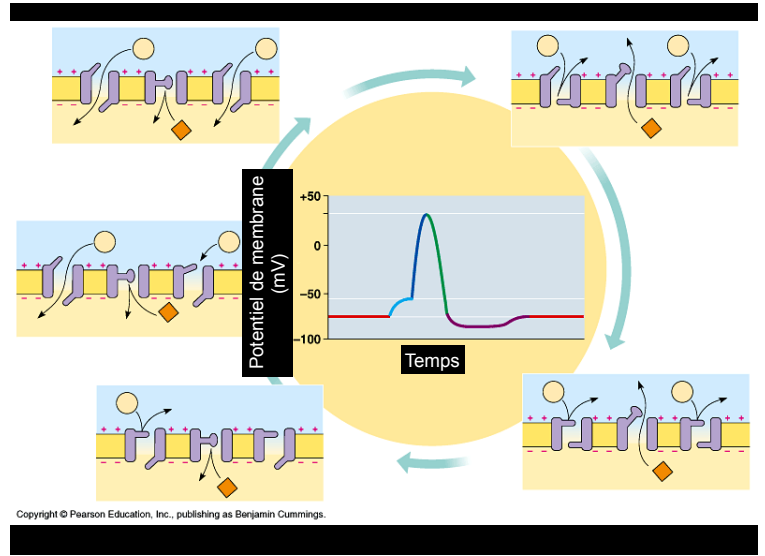 Potentiel de membrane
(mV)
+50
0
−50
−100
Temps
Copyright © Pearson Education, Inc., publishing as Benjamin Cummings.